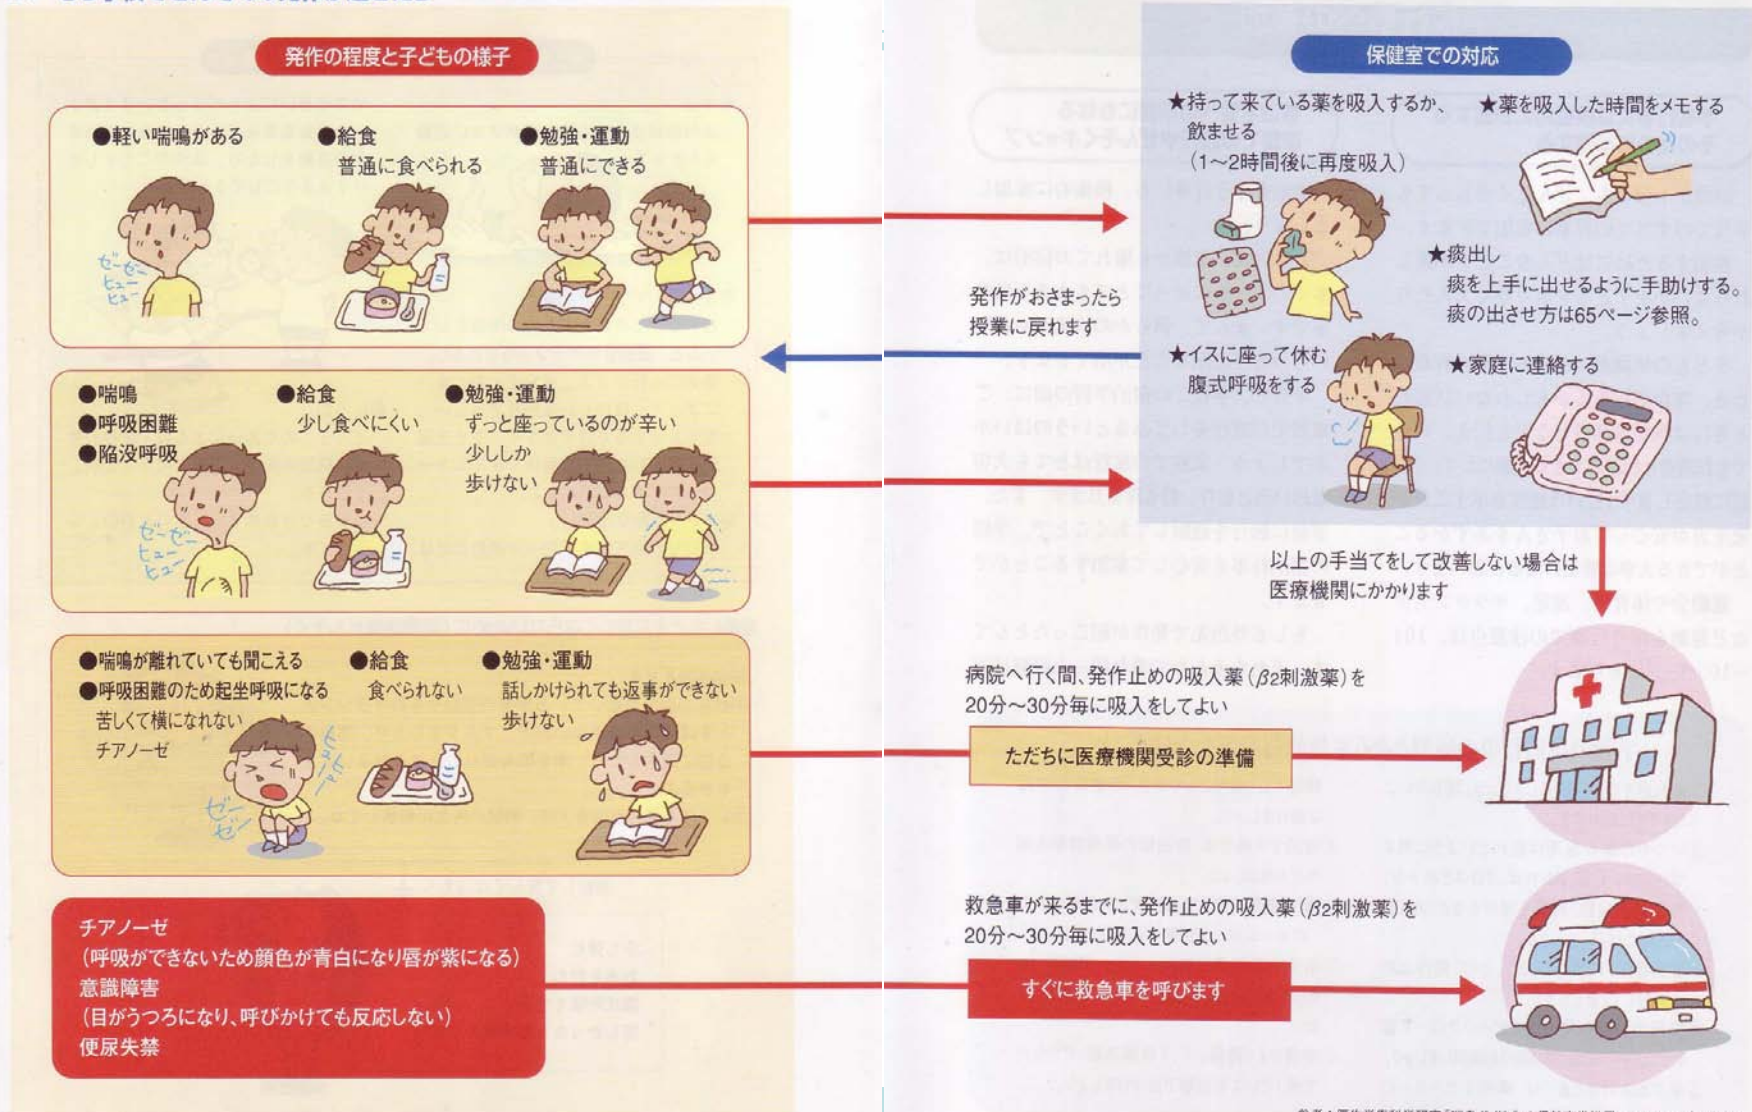 発作の程度と子どもの様子
●軽い喘鳴がある
ゼーゼー
ヒュー
ヒュー
●給食
普通に食べられる
●勉強・運動
普通にできる
●喘鳴
●呼吸困難
●陥没呼吸
ゼーゼー
ヒュー
ヒュー
●給食
少し食べにくい
●勉強・運動
ずっと座っているのが辛い
少ししか
歩けない
●喘鳴が離れていても聞こえる
●呼吸困難のため起坐呼吸になる
苦しくて横になれない
チアノーゼ
●給食
食べられない
●勉強・運動
話しかけられても返事ができない
歩けない
チアノーゼ
(呼吸ができないため顔色が青白になり唇が紫になる)
意識障害
(目がうつろになり、呼びかけても反応しない)
便尿失禁
保健室での対応
★持って来ている薬を吸入するか、
飲ませる
(1〜2時間後に再度吸入)
★薬を吸入した時間をメモする
★痰出し
痰を上手に出せるように手助けする。
痰の出させ方は65ページ参照。
発作がおさまったら
授業に戻れます
★イスに座って休む
腹式呼吸をする
★家庭に連絡する
以上の手当てをして改善しない場合は
医療機関にかかります
病院へ行く間、発作止めの吸入薬(β2刺激薬)を
20分〜30分毎に吸入をしてよい
ただちに医療機関受診の準備
救急車が来るまでに、発作止めの吸入薬(β2刺激薬)を
20分〜30分毎に吸入をしてよい
すぐに救急車を呼びます